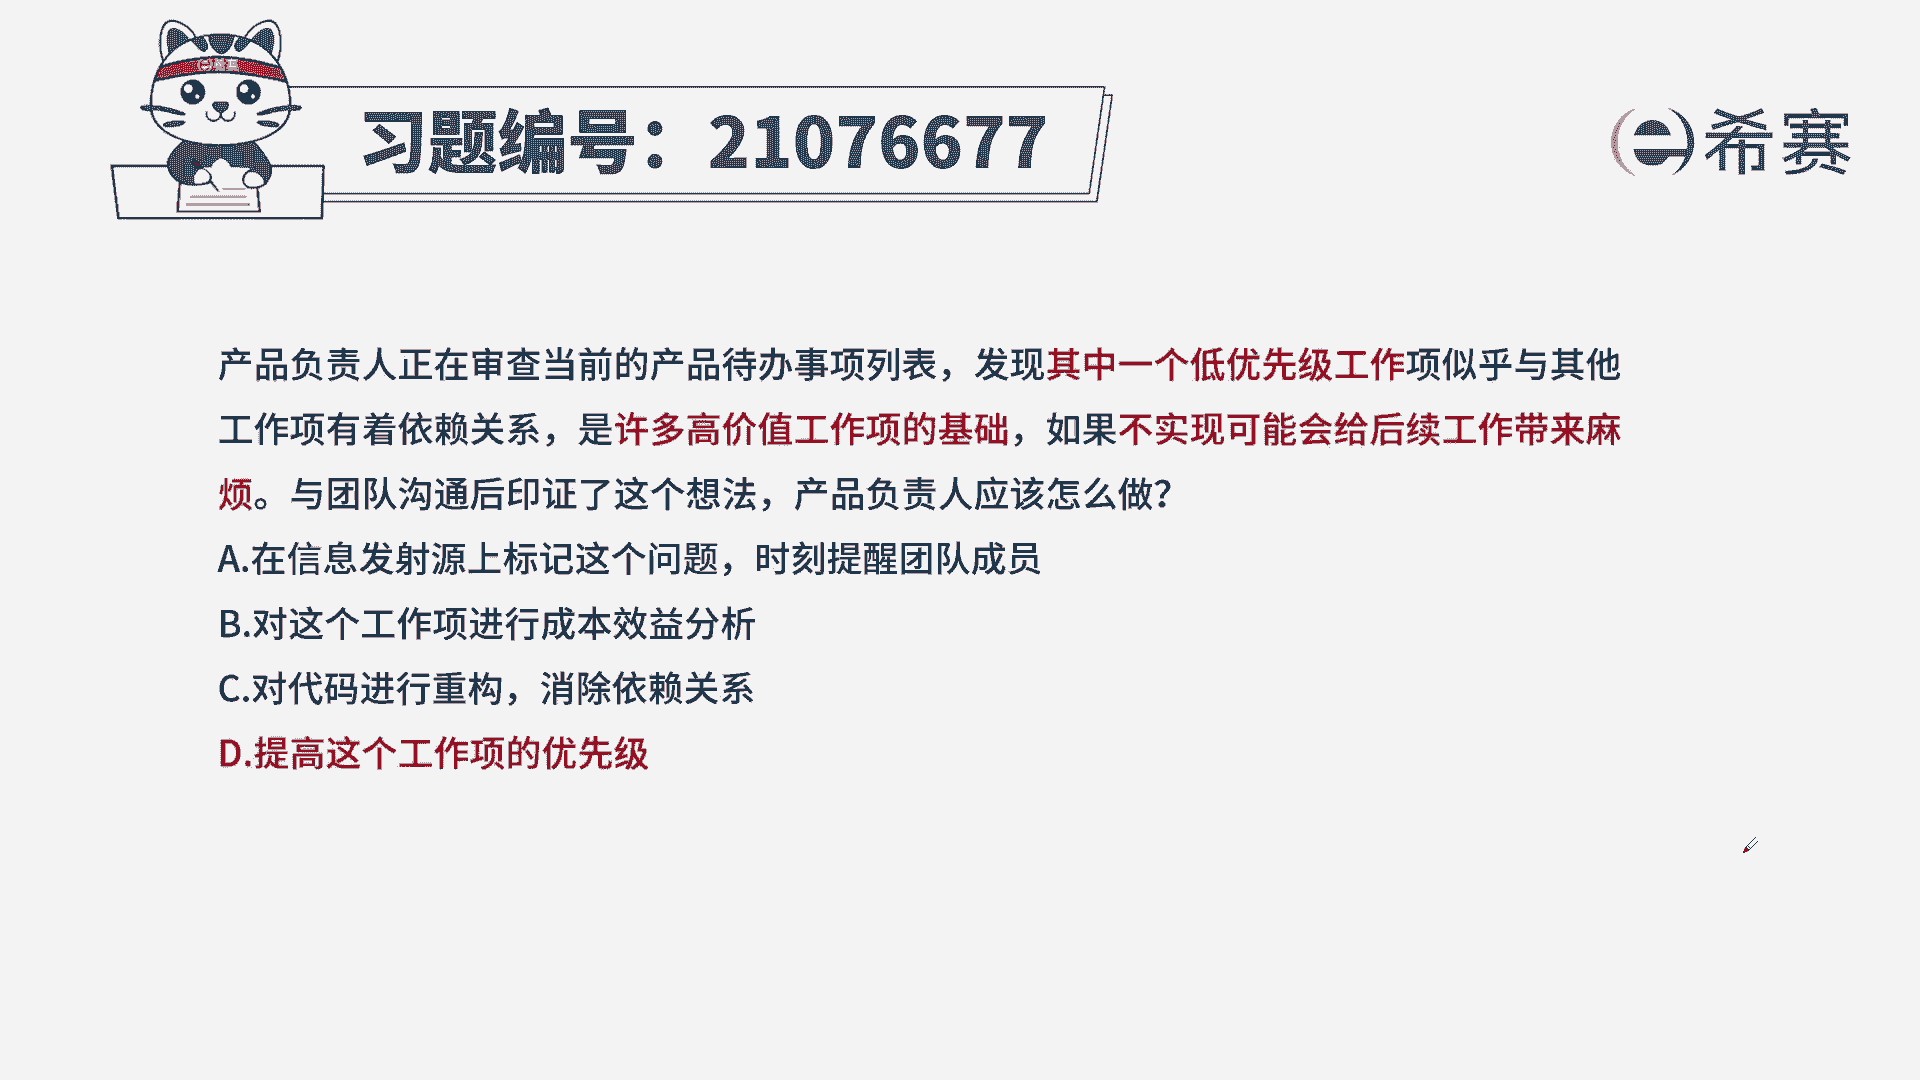 习题编号：21076677
希赛
产品负责人正在审查当前的产品待办事项列表，发现其中一个低优先级工作项似乎与其他
工作项有着依赖关系，是许多高价值工作项的基础，如果不实现可能会给后续工作带来麻
烦。与团队沟通后印证了这个想法，产品负责人应该怎么做？
A.在信息发射源上标记这个问题，时刻提醒团队成员
B.对这个工作项进行成本效益分析
C.对代码进行重构，消除依赖关系
D.提高这个工作项的优先级